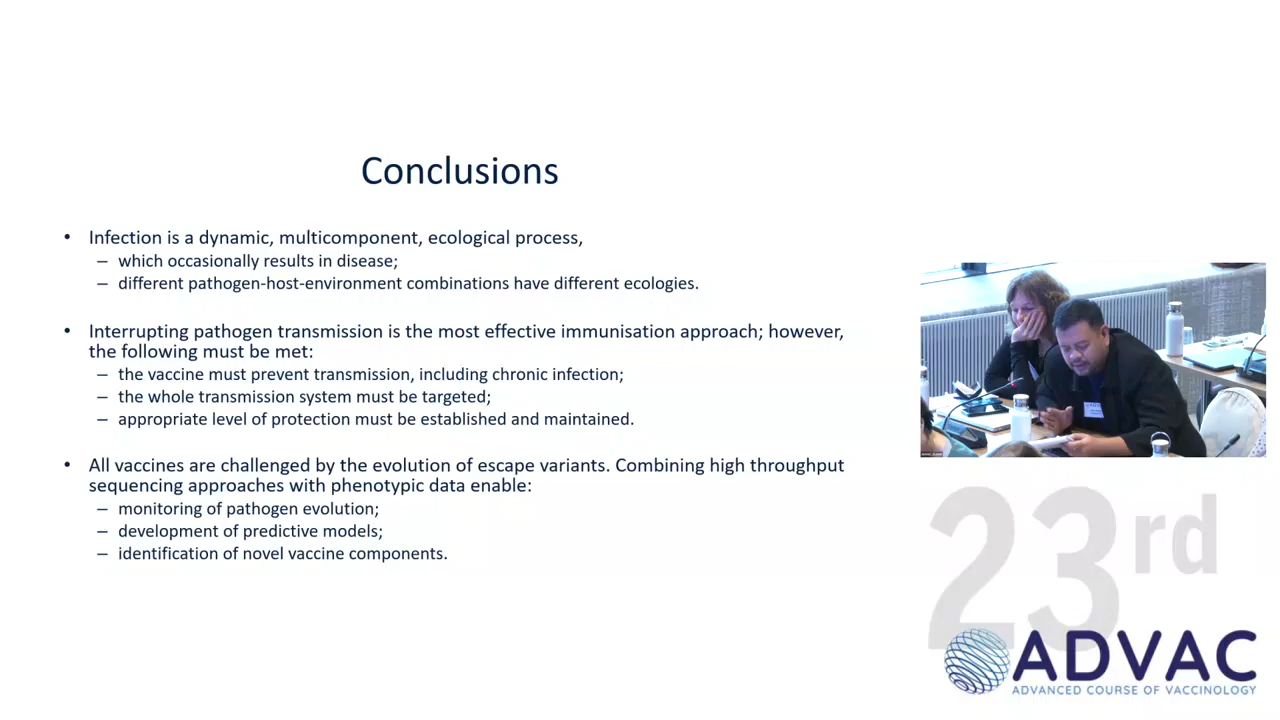 Conclusions
• Infection is a dynamic, multicomponent, ecological process,
– which occasionally results in disease;
– different pathogen-host-environment combinations have different ecologies.
• Interrupting pathogen transmission is the most effective immunisation approach; however,
the following must be met:
– the vaccine must prevent transmission, including chronic infection;
– the whole transmission system must be targeted;
– appropriate level of protection must be established and maintained.
• All vaccines are challenged by the evolution of escape variants. Combining high throughput
sequencing approaches with phenotypic data enable:
– monitoring of pathogen evolution;
– development of predictive models;
– identification of novel vaccine components.
23rd
ADVAC
ADVANCED COURSE OF VACCINOLOGY